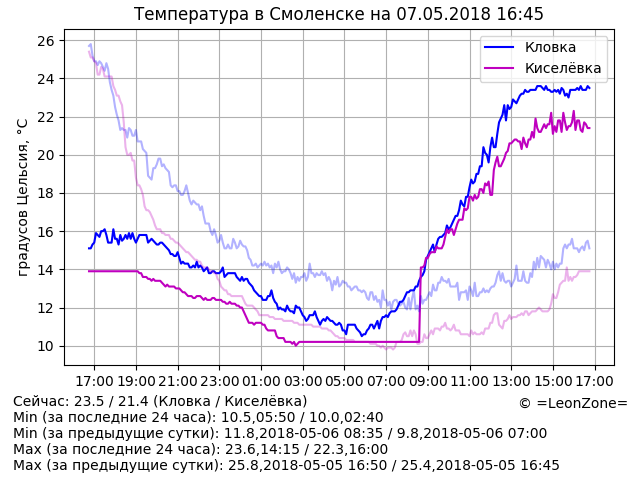 Температура в Смоленске на 07.05.2018 16:45
градусов Цельсия, °C
26
24
22
20
18
16
14
12
10
Кловка
Киселёвка
17:00 19:00 21:00 23:00 01:00 03:00 05:00 07:00 09:00 11:00 13:00 15:00 17:00
Сейчас: 23.5 / 21.4 (Кловка / Киселёвка)
© =LeonZone=
Min (за последние 24 часа): 10.5,05:50 / 10.0,02:40
Min (за предыдущие сутки): 11.8,2018-05-06 08:35 / 9.8,2018-05-06 07:00
Max (за последние 24 часа): 23.6,14:15 / 22.3,16:00
Max (за предыдущие сутки): 25.8,2018-05-05 16:50 / 25.4,2018-05-05 16:45